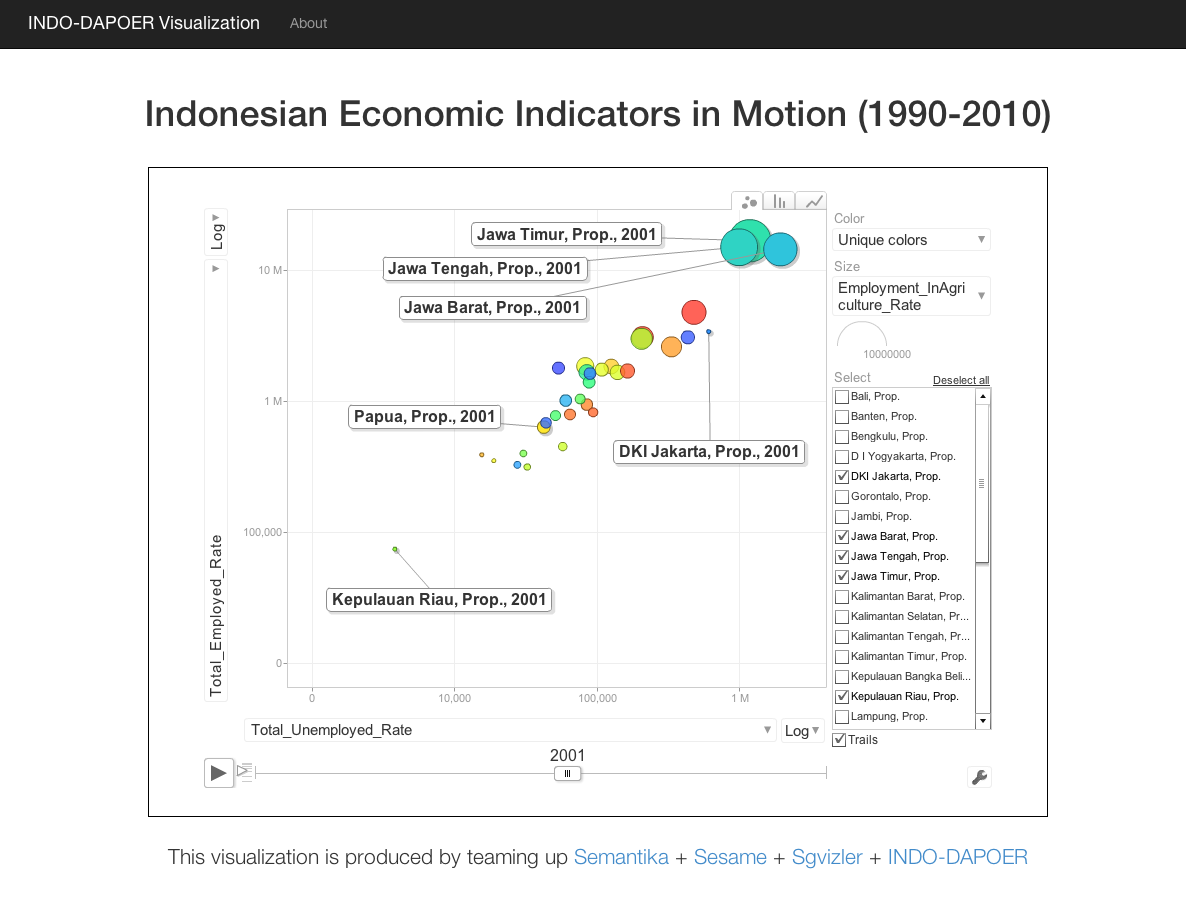 INDO-DAPOER Visualization
About
Indonesian Economic Indicators in Motion (1990-2010)
Log
Total_Employed_Rate
10 M
1 M
100,000
0
Jawa Timur, Prop., 2001
Jawa Tengah, Prop., 2001
Jawa Barat, Prop., 2001
Papua, Prop., 2001
DKI Jakarta, Prop., 2001
Kepulauan Riau, Prop., 2001
0
10,000
100,000
1 M
Total_Unemployed_Rate
Log
2001
Color
Unique colors
Size
Employment_InAgri
culture_Rate
10000000
Select
Deselect all
Bali, Prop.
Banten, Prop.
Bengkulu, Prop.
D I Yogyakarta, Prop.
DKI Jakarta, Prop.
Gorontalo, Prop.
Jambi, Prop.
Jawa Barat, Prop.
Jawa Tengah, Prop.
Jawa Timur, Prop.
Kalimantan Barat, Prop.
Kalimantan Selatan, Pr...
Kalimantan Tengah, Pr...
Kalimantan Timur, Prop.
Kepulauan Bangka Beli...
Kepulauan Riau, Prop.
Lampung, Prop.
Trails
This visualization is produced by teaming up Semantika + Sesame + Sgvizler + INDO-DAPOER